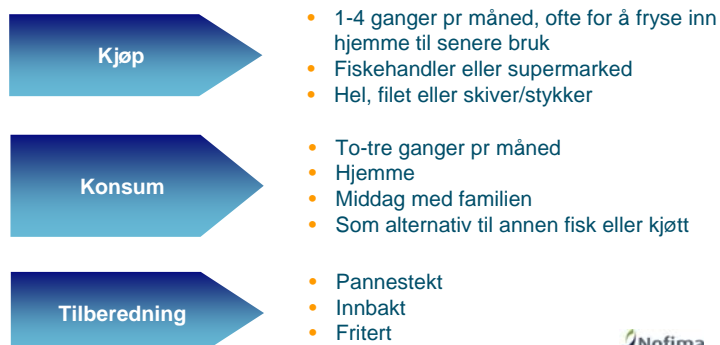 Kjøp
• 1-4 ganger pr måned, ofte for å fryse inn
hjemme til senere bruk
• Fiskehandler eller supermarked
• Hel, filet eller skiver/stykker
Konsum
• To-tre ganger pr måned
• Hjemme
• Middag med familien
• Som alternativ til annen fisk eller kjøtt
Tilberedning
• Pannestekt
• Innbakt
• Fritert
Nofima